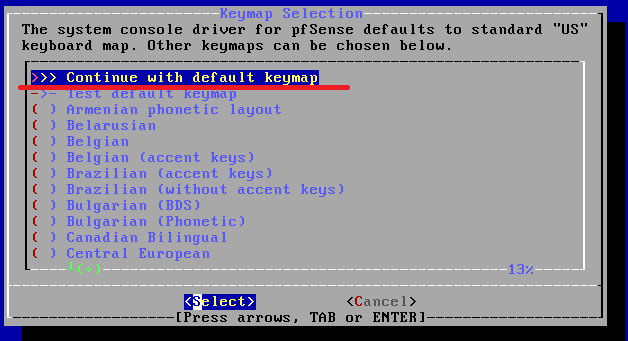 Keymap Selection
The system console driver for pfSense defaults to standard "US"
keyboard map. Other keymaps can be chosen below.
>>> Continue with default keymap
->- Test default keymap
( ) Armenian phonetic layout
( ) Belarusian
( ) Belgian
( ) Belgian (accent keys)
( ) Brazilian (accent keys)
( ) Brazilian (without accent keys)
( ) Bulgarian (BDS)
( ) Bulgarian (Phonetic)
( ) Canadian Bilingual
( ) Central European
└(+) 13%
<Select> <Cancel>
[Press arrows, TAB or ENTER]